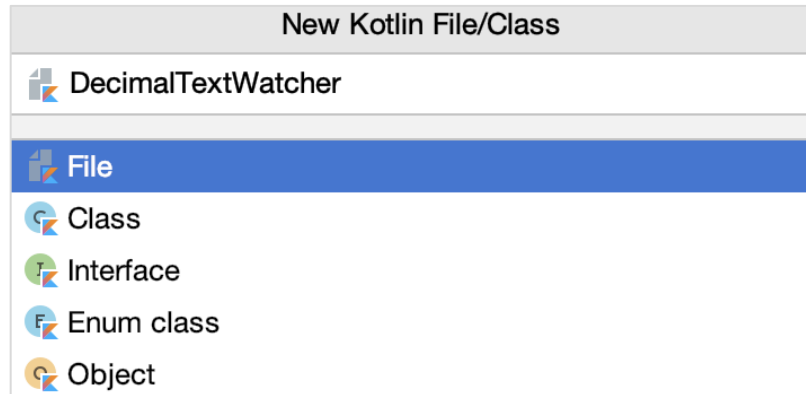 New Kotlin File/Class
DecimalTextWatcher
File
Class
Interface
Enum class
Object